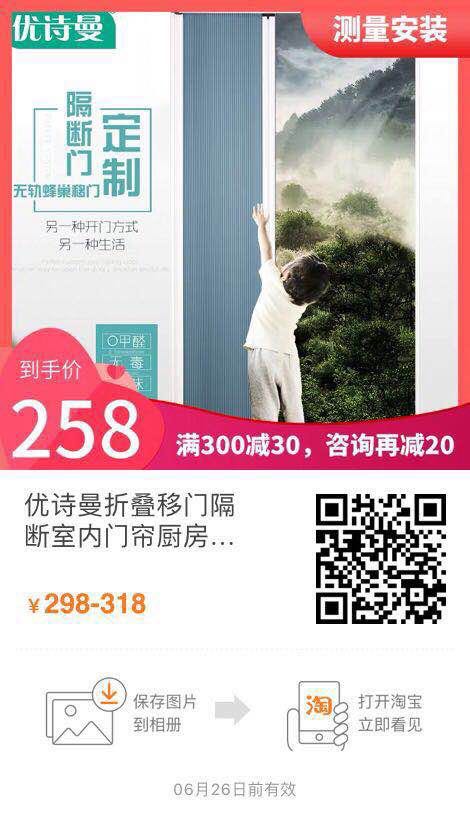 优诗曼
测量安装
隔断门
定制
无轨蜂巢移门
另一种开门方式
另一种生活
0甲醛
无毒
味
到手价
258
满300减30，咨询再减20
优诗曼折叠移门隔
断室内门帘厨房...
¥298-318
保存图片
到相册
淘
打开淘宝
立即看见
06月26日前有效